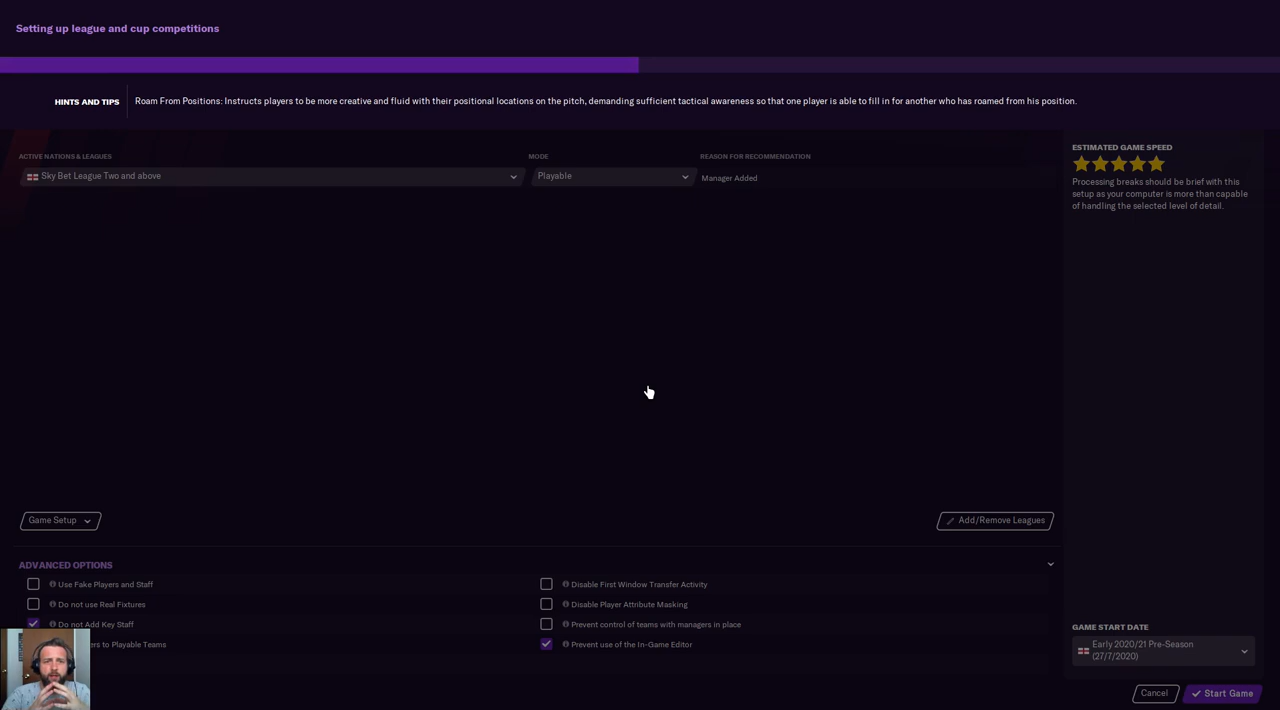 Setting up league and cup competitions
HINTS AND TIPS
Roam From Positions: Instructs players to be more creative and fluid with their positional locations on the pitch, demanding sufficient tactical awareness so that one player is able to fill in for another who has roamed from his position.
ACTIVE NATIONS & LEAGUES
MODE
REASON FOR RECOMMENDATION
Sky Bet League Two and above
Playable
Manager Added
ESTIMATED GAME SPEED
Processing breaks should be brief with this
setup as your computer is more than capable
of handling the selected level of detail.
Game Setup
Add/Remove Leagues
ADVANCED OPTIONS
Use Fake Players and Staff
Disable First Window Transfer Activity
Do not use Real Fixtures
Disable Player Attribute Masking
Do not Add Key Staff
Prevent control of teams with managers in place
to Playable Teams
Prevent use of the In-Game Editor
GAME START DATE
Early 2020/21 Pre-Season
(27/7/2020)
Cancel
Start Game